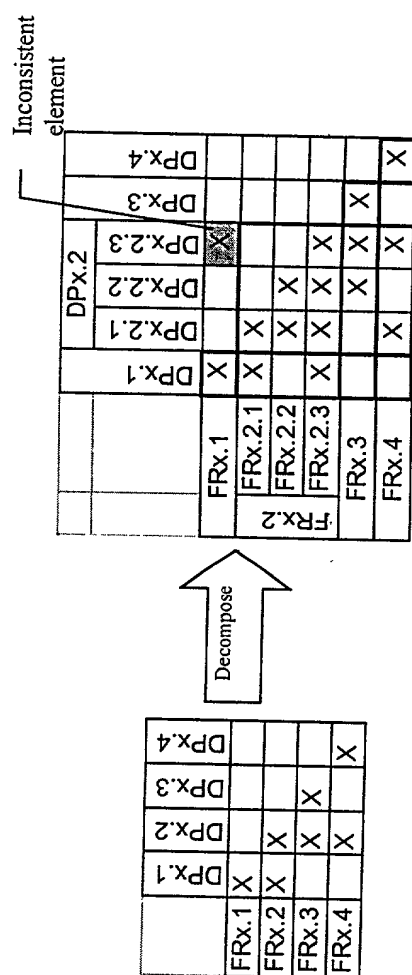 DPx.1 DPx.2 DPx.3 DPx.4
FRx.1 X
FRx.2 X X
FRx.3 X X
FRx.4 X X
Decompose
Inconsistent
element
DPx.2
DPx.1 DPx.2.1 DPx.2.2 DPx.2.3 DPx.3 DPx.4
FRx.1 X X
FRx.2
FRx.2.1 X X
FRx.2.2 X X
FRx.2.3 X X X X
FRx.3 X X X
FRx.4 X X X